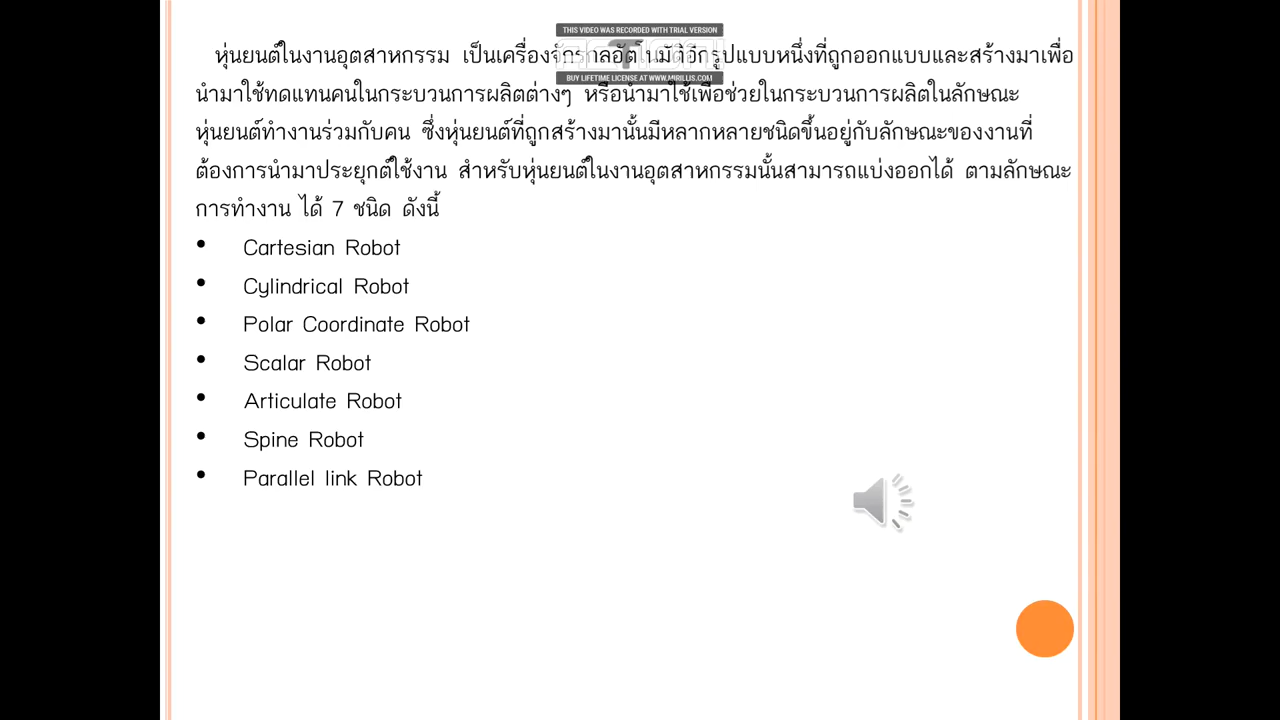 THIS VIDEO WAS RECORDED WITH TRIAL VERSION
BUY LIFETIME LICENSE AT WWW.MIRILLIS.COM
หุ่นยนต์ในงานอุตสาหกรรม เป็นเครื่องจักรกลอัตโนมัติอีกรูปแบบหนึ่งที่ถูกออกแบบและสร้างมาเพื่อ
นำมาใช้ทดแทนคนในกระบวนการผลิตต่างๆ หรือนำมาใช้เพื่อช่วยในกระบวนการผลิตในลักษณะ
หุ่นยนต์ทำงานร่วมกับคน ซึ่งหุ่นยนต์ที่ถูกสร้างมานั้นมีหลากหลายชนิดขึ้นอยู่กับลักษณะของงานที่
ต้องการนำมาประยุกต์ใช้งาน สำหรับหุ่นยนต์ในงานอุตสาหกรรมนั้นสามารถแบ่งออกได้ ตามลักษณะ
การทำงาน ได้ 7 ชนิด ดังนี้
• Cartesian Robot
• Cylindrical Robot
• Polar Coordinate Robot
• Scalar Robot
• Articulate Robot
• Spine Robot
• Parallel link Robot